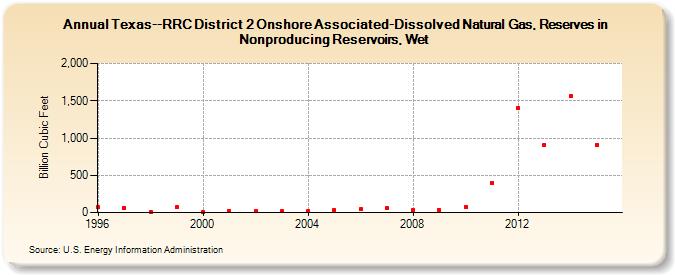 Annual Texas--RRC District 2 Onshore Associated-Dissolved Natural Gas, Reserves in
Nonproducing Reservoirs, Wet
Billion Cubic Feet
2,000
1,500
1,000
500
0
1996
2000
2004
2008
2012
Source: U.S. Energy Information Administration